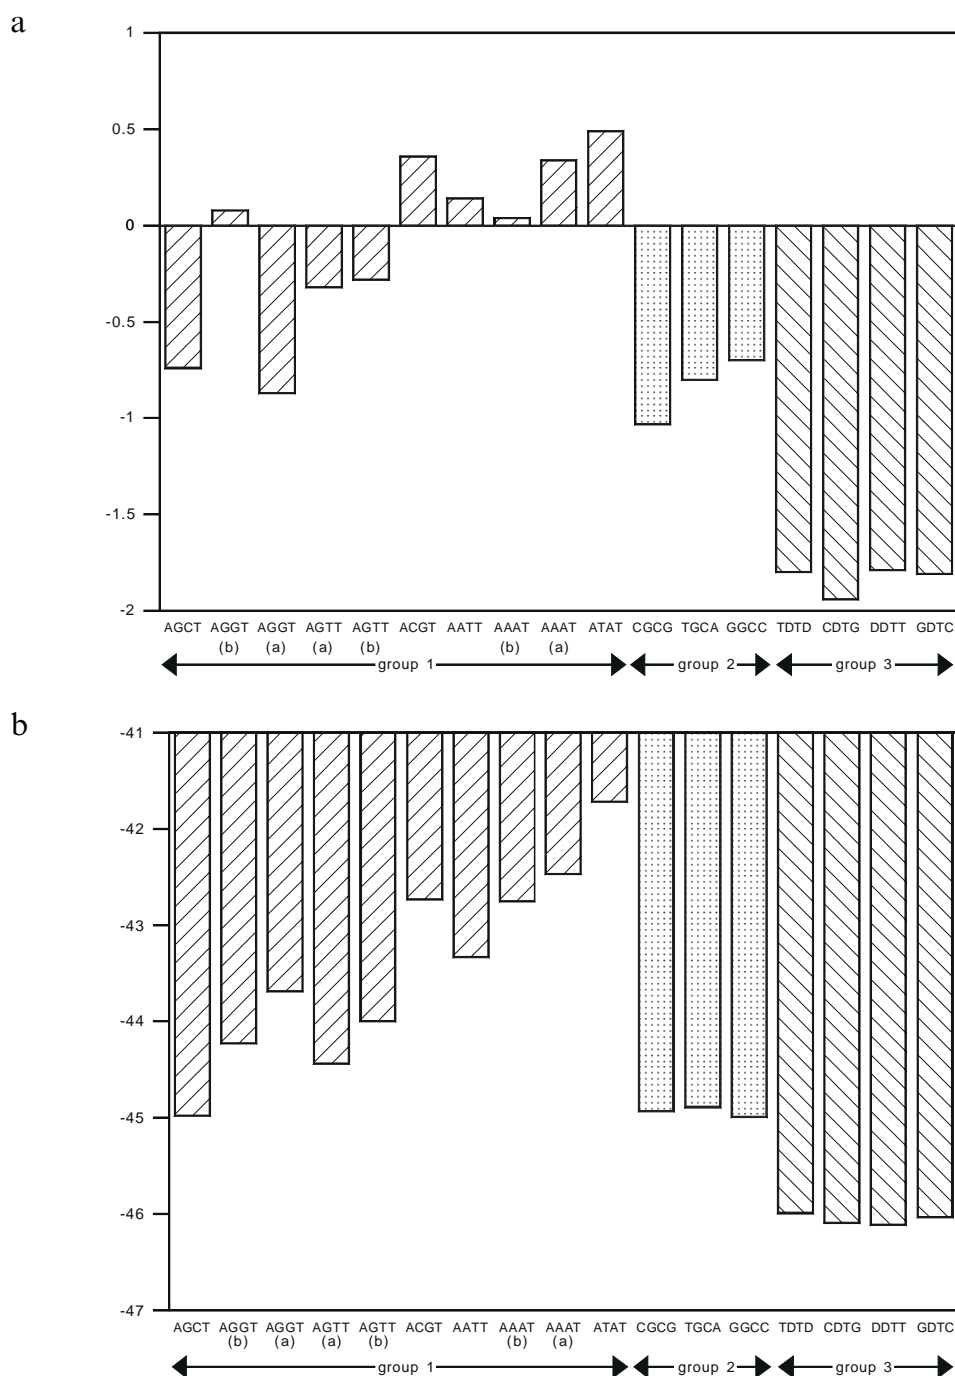 a
1
0.5
0
-0.5
-1
-1.5
-2
AGCT AGGT AGGT AGTT AGTT ACGT AATT AAAT AAAT ATAT CGCG TGCA GGCC TDTD CDTG DDTT GDTC
(b) (a) (a) (b) (b) (a)
group 1 group 2 group 3
b
-41
-42
-43
-44
-45
-46
-47
AGCT AGGT AGGT AGTT AGTT ACGT AATT AAAT AAAT ATAT CGCG TGCA GGCC TDTD CDTG DDTT GDTC
(b) (a) (a) (b) (b) (a)
group 1 group 2 group 3